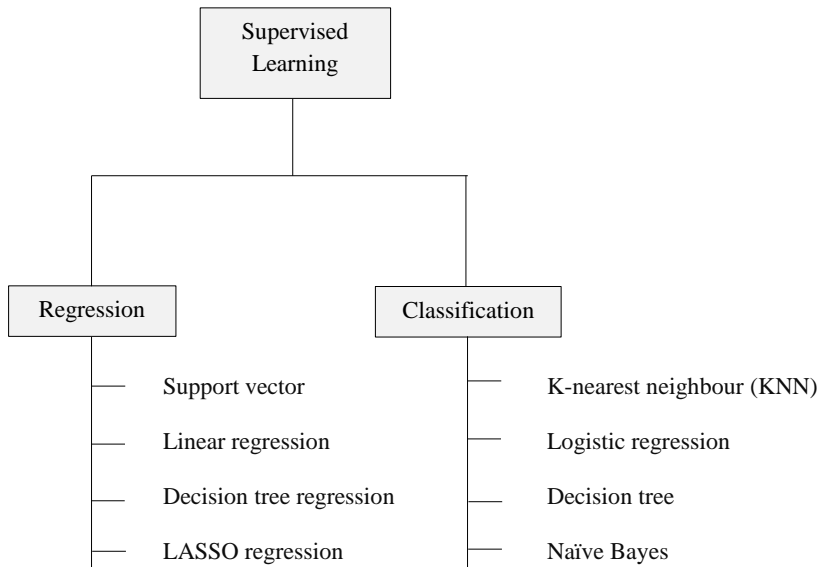 Supervised
Learning
Regression
Classification
Support vector
K-nearest neighbour (KNN)
Linear regression
Logistic regression
Decision tree regression
Decision tree
LASSO regression
Naïve Bayes